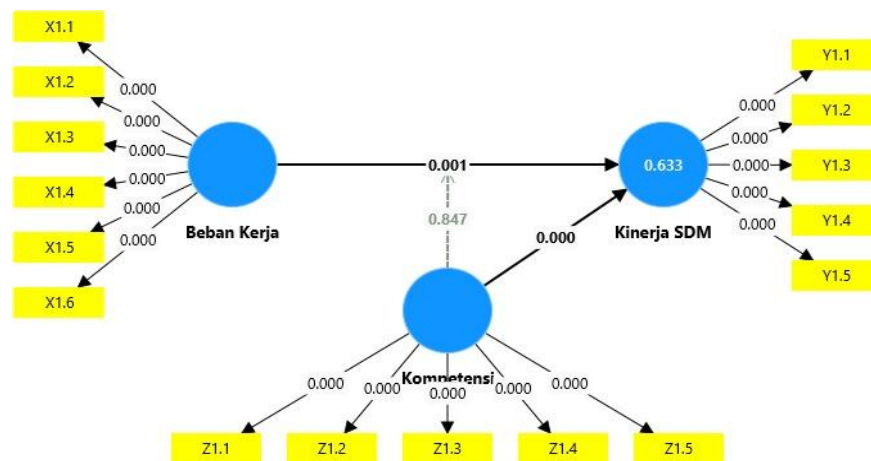 X1.1
X1.2
X1.3
X1.4
X1.5
X1.6
0.000
0.000
0.000
0.000
0.000
0.000
Beban Kerja
0.001
0.847
0.000
0.633
Kinerja SDM
0.000
0.000
0.000
0.000
0.000
Y1.1
Y1.2
Y1.3
Y1.4
Y1.5
Kompetensi
0.000
0.000
0.000
0.000
0.000
Z1.1
Z1.2
Z1.3
Z1.4
Z1.5